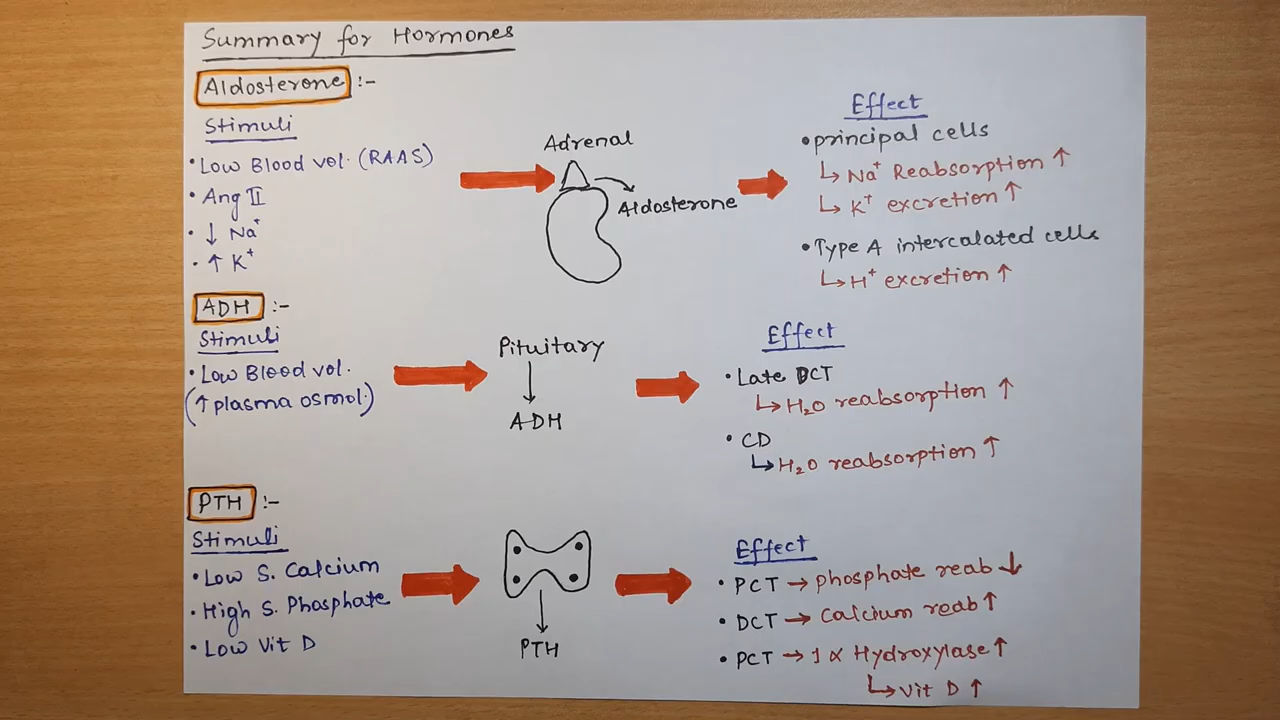 Summary for Hormones
Aldosterone :-
Stimuli
• Low Blood vol. (RAAS)
• Ang II
• ↓ Na⁺
• ↑ K⁺
Adrenal
Aldosterone
Effect
• principal cells
↳ Na⁺ Reabsorption ↑
↳ K⁺ excretion ↑
• Type A intercalated cells
↳ H⁺ excretion ↑
ADH :-
Stimuli
• Low Blood vol.
(↑ plasma osmol.)
Pituitary
↓
ADH
Effect
• Late DCT
↳ H₂O reabsorption ↑
• CD
↳ H₂O reabsorption ↑
PTH :-
Stimuli
• Low S. Calcium
• High S. Phosphate
• Low Vit D
↓
PTH
Effect
• PCT → phosphate reab ↓
• DCT → Calcium reab ↑
• PCT → 1 α Hydroxylase ↑
↳ Vit D ↑